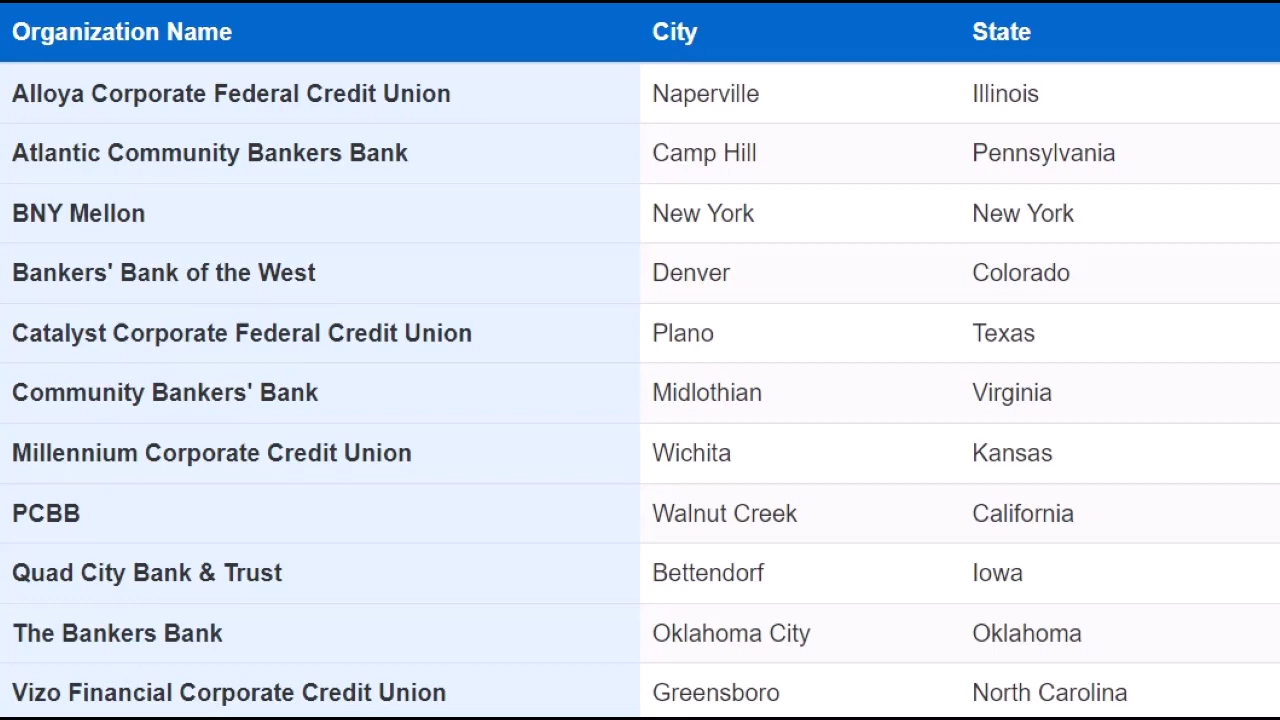 Organization Name City State
Alloya Corporate Federal Credit Union Naperville Illinois
Atlantic Community Bankers Bank Camp Hill Pennsylvania
BNY Mellon New York New York
Bankers' Bank of the West Denver Colorado
Catalyst Corporate Federal Credit Union Plano Texas
Community Bankers' Bank Midlothian Virginia
Millennium Corporate Credit Union Wichita Kansas
PCBB Walnut Creek California
Quad City Bank & Trust Bettendorf Iowa
The Bankers Bank Oklahoma City Oklahoma
Vizo Financial Corporate Credit Union Greensboro North Carolina